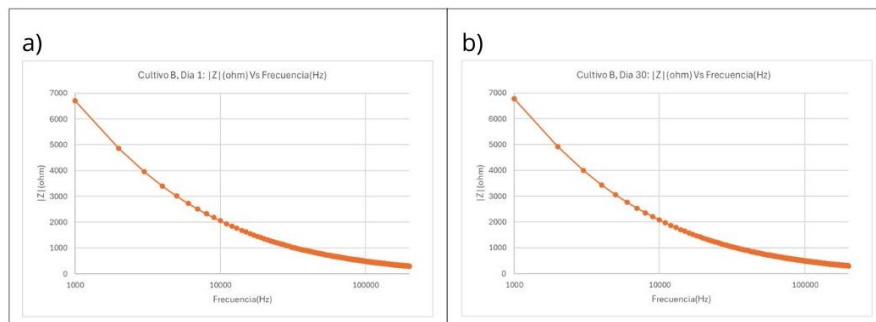 a)
Cultivo B, Dia 1: |Z|(ohm) Vs Frecuencia(Hz)
7000
6000
5000
4000
3000
2000
1000
0
|Z|(ohm)
1000 10000 100000
Frecuencia(Hz)
b)
Cultivo B, Dia 30: |Z|(ohm) Vs Frecuencia(Hz)
7000
6000
5000
4000
3000
2000
1000
0
|Z|(ohm)
1000 10000 100000
Frecuencia(Hz)